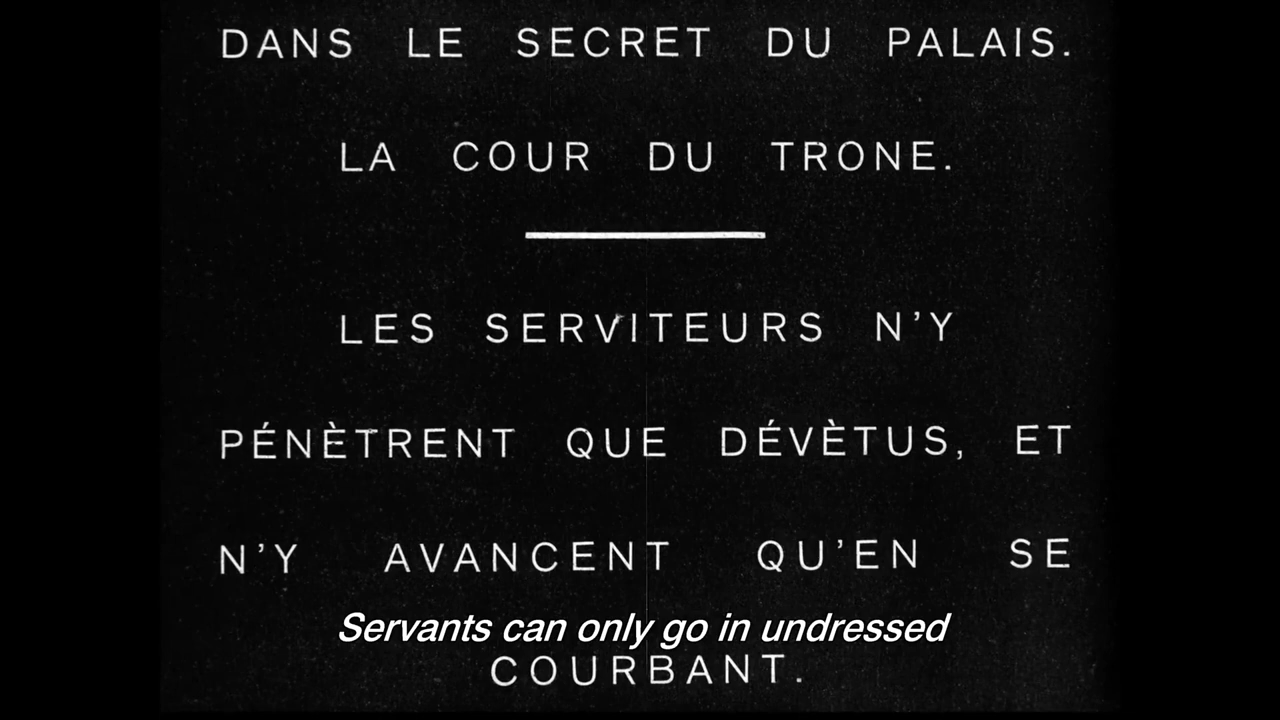 DANS LE SECRET DU PALAIS.
LA COUR DU TRONE.
LES SERVITEURS N'Y
PÉNÈTRENT QUE DÉVÈTUS, ET
N'Y AVANCENT QU'EN SE
Servants can only go in undressed
COURBANT.